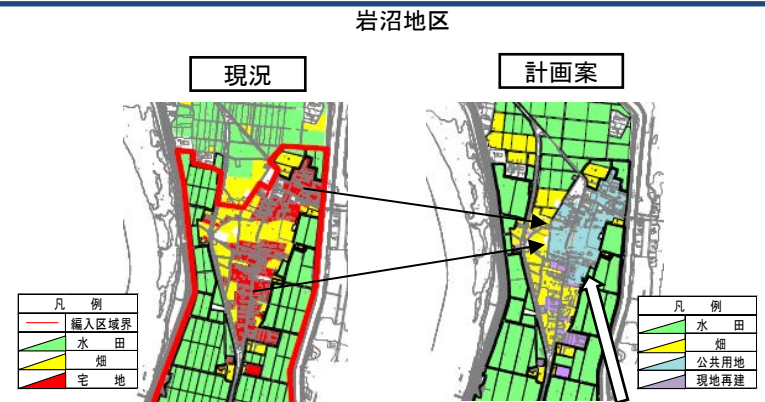 岩沼地区
現況
計画案
凡 例
編入区域界
水 田
畑
宅 地
凡 例
水 田
畑
公共用地
現地再建